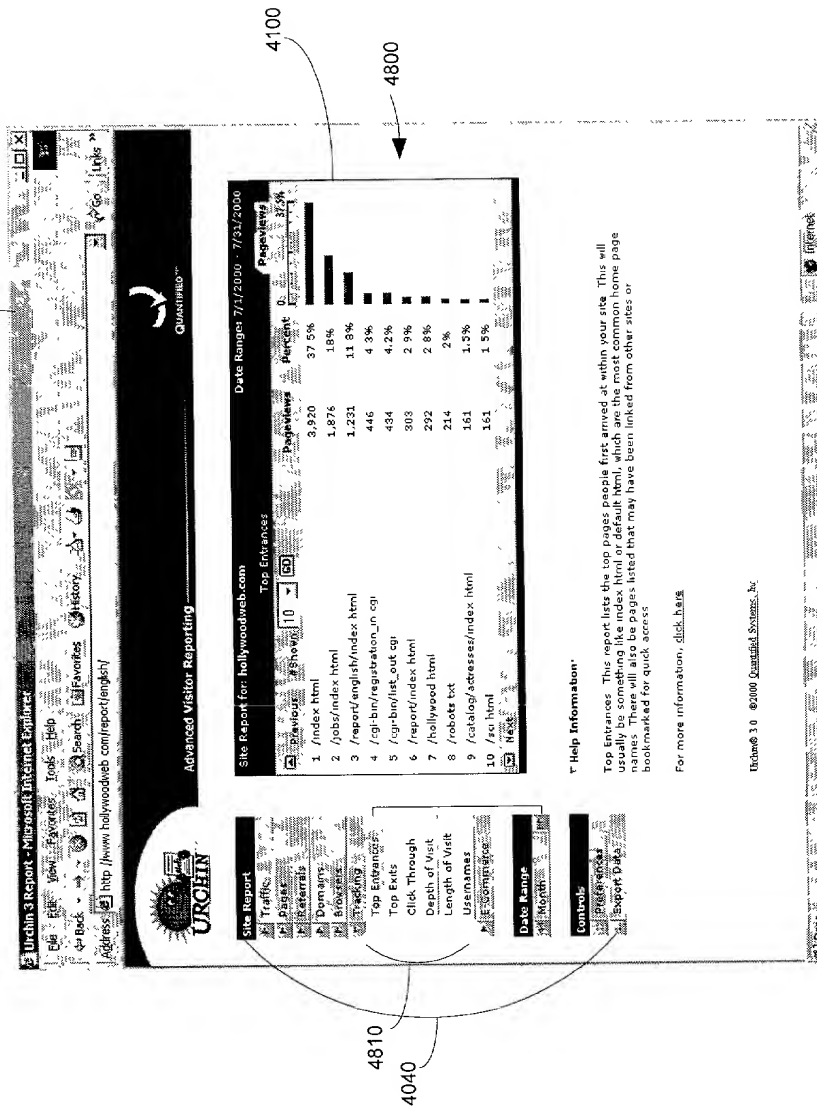 Urchin 3 Report - Microsoft Internet Explorer
File Edit View Favorites Tools Help
Back Search Favorites History
Address http://www.hollywoodweb.com/report/english/ Go Links »
URCHIN
Advanced Visitor Reporting
QUANTIFIED™
Site Report
Traffic
Pages
Referrals
Domains
Browsers
Tracking
Top Entrances
Top Exits
Click Through
Depth of Visit
Length of Visit
Usernames
E-commerce
Date Range
Month
Controls
Preferences
Export Data
Site Report for: hollywoodweb.com Date Range: 7/1/2000 - 7/31/2000
Top Entrances Pageviews
Previous #Shown: 10 GO Pageviews Percent 0 37.5%
1 /index html 3,920 37 5%
2 /jobs/index html 1,876 18%
3 /report/english/index html 1,231 11 8%
4 /cgi-bin/registration_in cgi 446 4 3%
5 /cgi-bin/list_out cgi 434 4.2%
6 /report/index html 303 2 9%
7 /hollywood html 292 2 8%
8 /robots txt 214 2%
9 /catalog/actresses/index html 161 1.5%
10 /sci html 161 1 5%
Next
Help Information
Top Entrances This report lists the top pages people first arrived at within your site This will
usually be something like index html or default html, which are the most common home page
names There will also be pages listed that may have been linked from other sites or
bookmarked for quick access
For more information, click here
Urchin® 3 0 ©2000 Quantified Systems, Inc
Internet
4100
4800
4810
4040